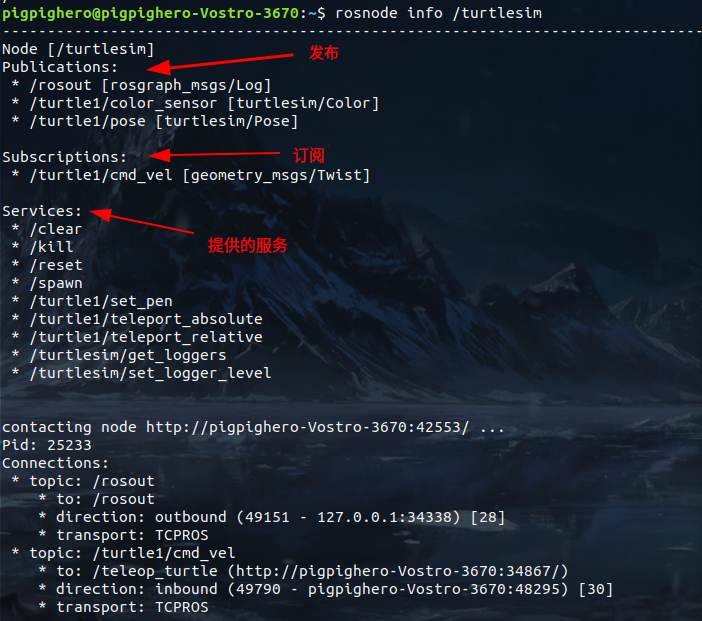 pigpighero@pigpighero-Vostro-3670:~$ rosnode info /turtlesim
--------------------------------------------------------------------------------
Node [/turtlesim]
Publications:
发布
* /rosout [rosgraph_msgs/Log]
* /turtle1/color_sensor [turtlesim/Color]
* /turtle1/pose [turtlesim/Pose]
Subscriptions:
订阅
* /turtle1/cmd_vel [geometry_msgs/Twist]
Services:
提供的服务
* /clear
* /kill
* /reset
* /spawn
* /turtle1/set_pen
* /turtle1/teleport_absolute
* /turtle1/teleport_relative
* /turtlesim/get_loggers
* /turtlesim/set_logger_level
contacting node http://pigpighero-Vostro-3670:42553/ ...
Pid: 25233
Connections:
* topic: /rosout
* to: /rosout
* direction: outbound (49151 - 127.0.0.1:34338) [28]
* transport: TCPROS
* topic: /turtle1/cmd_vel
* to: /teleop_turtle (http://pigpighero-Vostro-3670:34867/)
* direction: inbound (49790 - pigpighero-Vostro-3670:48295) [30]
* transport: TCPROS